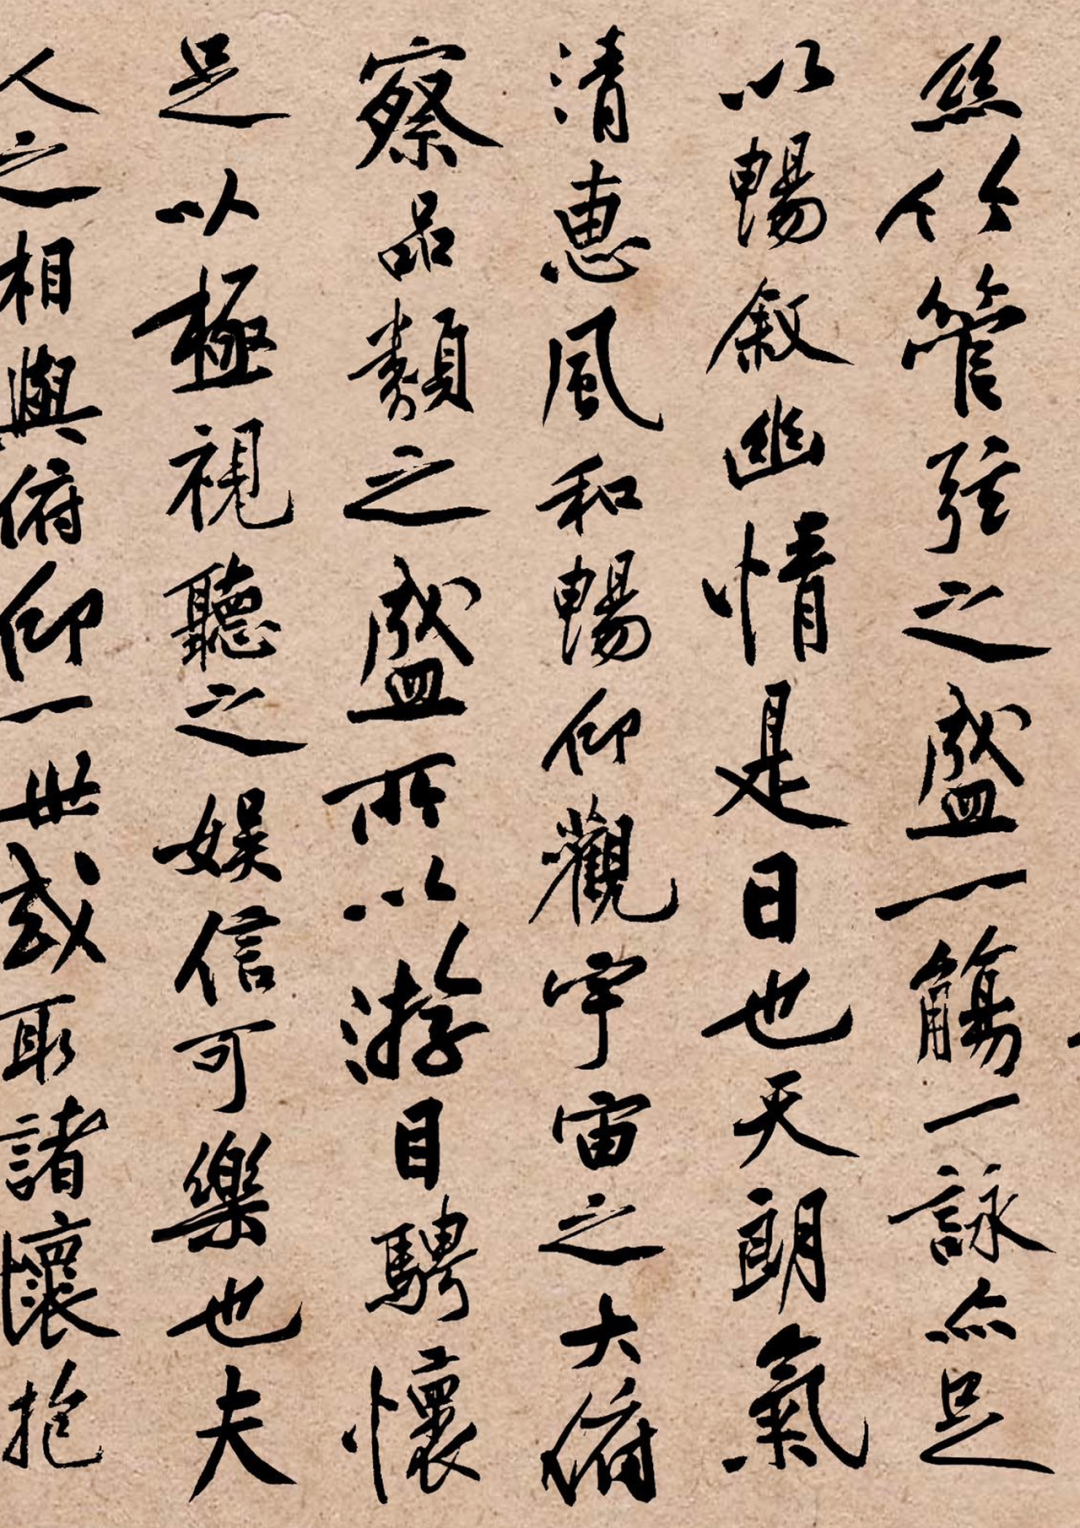 絲竹管弦之盛一觴一詠亦足
以暢敘幽情是日也天朗氣
清惠風和暢仰觀宇宙之大俯
察品類之盛所以遊目騁懷
足以極視聽之娛信可樂也夫
人之相與俯仰一世或取諸懷抱